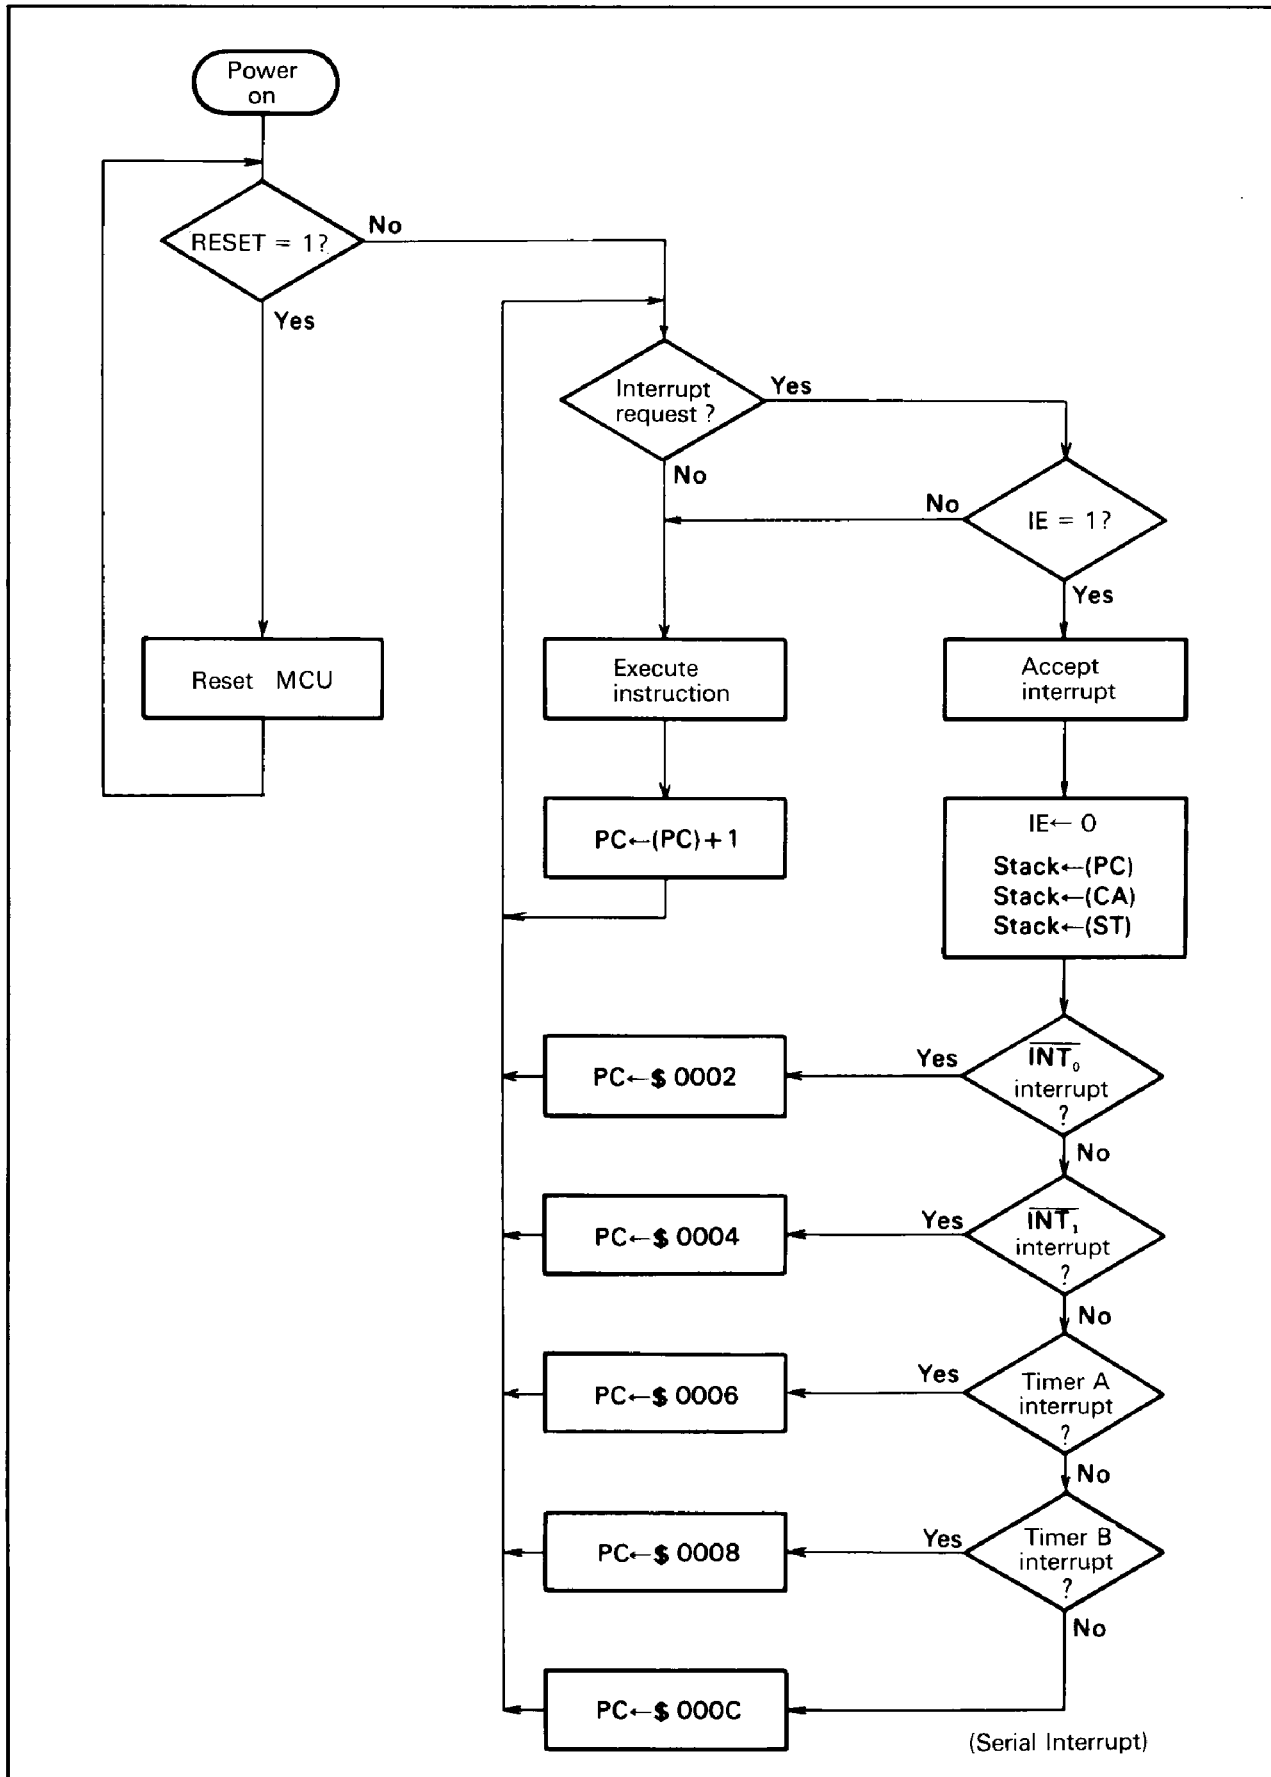 Power
on
RESET = 1?
No
Yes
Interrupt
request ?
Yes
No
No
IE = 1?
Yes
Reset MCU
Execute
instruction
Accept
interrupt
PC←(PC)+1
IE← 0
Stack←(PC)
Stack←(CA)
Stack←(ST)
PC←$ 0002
Yes
I̅N̅T̅₀
interrupt
?
No
PC←$ 0004
Yes
I̅N̅T̅₁
interrupt
?
No
PC←$ 0006
Yes
Timer A
interrupt
?
No
PC←$ 0008
Yes
Timer B
interrupt
?
No
PC←$ 000C
(Serial Interrupt)